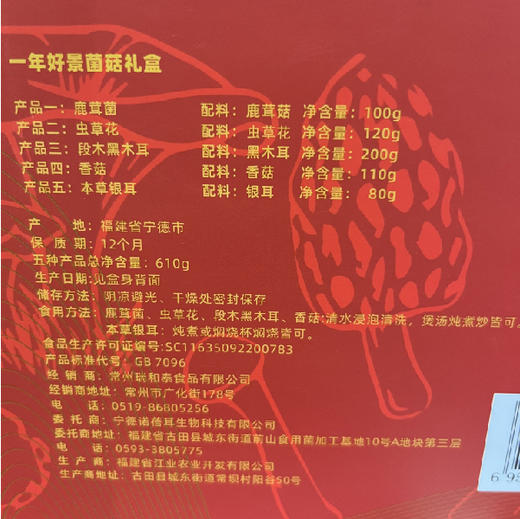 一年好景菌菇礼盒
产品一：鹿茸菌 配料：鹿茸菇 净含量：100g
产品二：虫草花 配料：虫草花 净含量：120g
产品三：段木黑木耳 配料：黑木耳 净含量：200g
产品四：香菇 配料：香菇 净含量：110g
产品五：本草银耳 配料：银耳 净含量：80g
产 地：福建省宁德市
保 质 期：12个月
五种产品总净含量：610g
生产日期:见盒身背面
储存方法：阴凉避光、干燥处密封保存
食用方法：鹿茸菌、虫草花、段木黑木耳、香菇:清水浸泡清洗，煲汤炖煮炒皆可。
本草银耳：炖煮或焖烧杯焖烧皆可。
食品生产许可证编号:SC11635092200783
产品标准代号：GB 7096
经 销 商：常州瑞和泰食品有限公司
经销商地址：常州市广化街178号
电 话：0519-86805256
委 托 商：宁德诺蓓耳生物科技有限公司
委托商地址：福建省古田县城东街道前山食用菌加工基地10号A地块第三层
电 话：0593-3805775
生 产 商：福建省江业农业开发有限公司
生产商地址：古田县城东街道常坝村阳谷50号